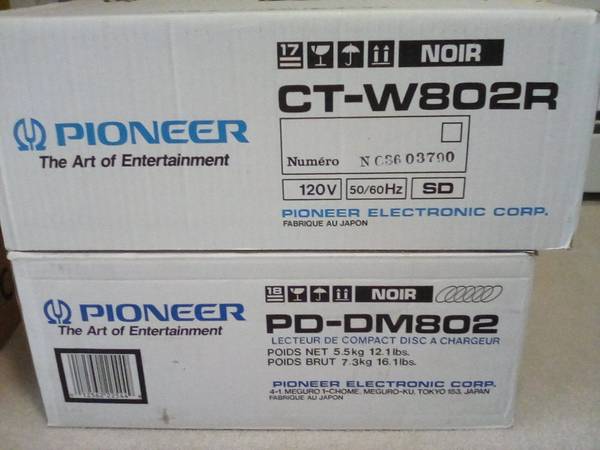 17 NOIR
CT-W802R
PIONEER
The Art of Entertainment
Numéro NC3603790
120V 50/60Hz SD
PIONEER ELECTRONIC CORP.
FABRIQUE AU JAPON
18 NOIR
PIONEER
The Art of Entertainment
PD-DM802
LECTEUR DE COMPACT DISC A CHARGEUR
POIDS NET 5.5kg 12.1lbs.
POIDS BRUT 7.3kg 16.1lbs.
PIONEER ELECTRONIC CORP.
4-1, MEGURO 1-CHOME, MEGURO-KU, TOKYO 153, JAPAN
FABRIQUE AU JAPON